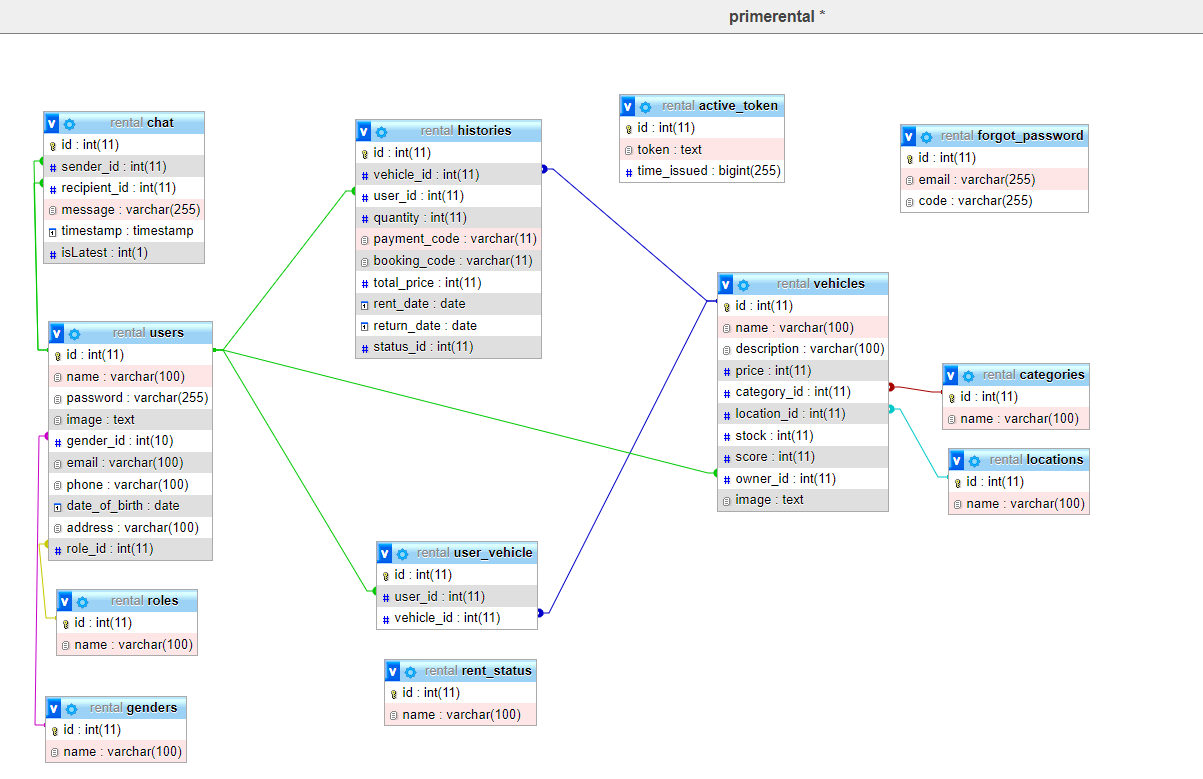 primerental *
rental chat
id : int(11)
sender_id : int(11)
recipient_id : int(11)
message : varchar(255)
timestamp : timestamp
isLatest : int(1)
rental histories
id : int(11)
vehicle_id : int(11)
user_id : int(11)
quantity : int(11)
payment_code : varchar(11)
booking_code : varchar(11)
total_price : int(11)
rent_date : date
return_date : date
status_id : int(11)
rental active_token
id : int(11)
token : text
time_issued : bigint(255)
rental forgot_password
id : int(11)
email : varchar(255)
code : varchar(255)
rental users
id : int(11)
name : varchar(100)
password : varchar(255)
image : text
gender_id : int(10)
email : varchar(100)
phone : varchar(100)
date_of_birth : date
address : varchar(100)
role_id : int(11)
rental vehicles
id : int(11)
name : varchar(100)
description : varchar(100)
price : int(11)
category_id : int(11)
location_id : int(11)
stock : int(11)
score : int(11)
owner_id : int(11)
image : text
rental categories
id : int(11)
name : varchar(100)
rental locations
id : int(11)
name : varchar(100)
rental user_vehicle
id : int(11)
user_id : int(11)
vehicle_id : int(11)
rental roles
id : int(11)
name : varchar(100)
rental rent_status
id : int(11)
name : varchar(100)
rental genders
id : int(11)
name : varchar(100)